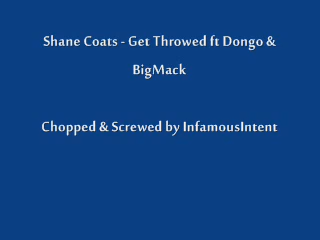 Shane Coats - Get Throwed ft Dongo &
BigMack
Chopped & Screwed by InfamousIntent